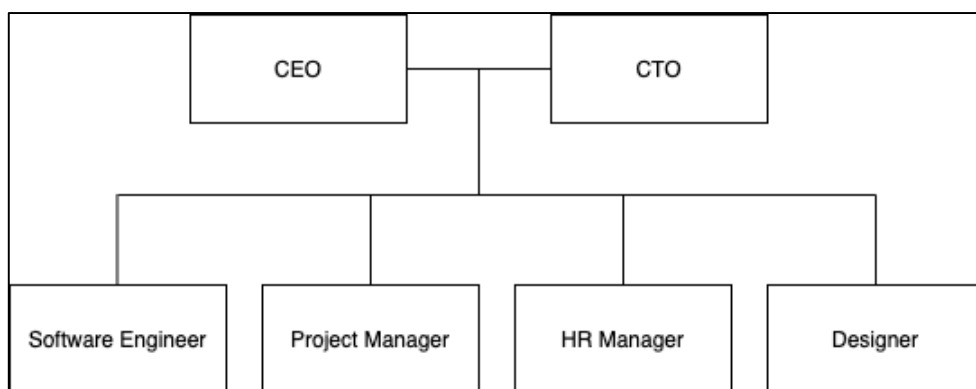 CEO
CTO
Software Engineer
Project Manager
HR Manager
Designer